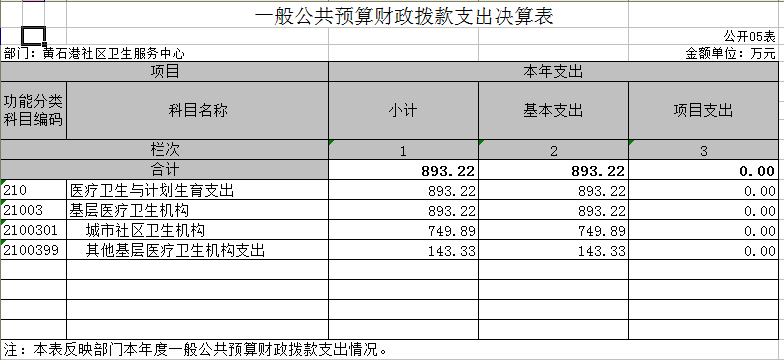 一般公共预算财政拨款支出决算表
公开05表
部门：黄石港社区卫生服务中心 金额单位：万元
项目 本年支出
功能分类科目编码 科目名称 小计 基本支出 项目支出
栏次 1 2 3
合计 893.22 893.22 0.00
210 医疗卫生与计划生育支出 893.22 893.22 0.00
21003 基层医疗卫生机构 893.22 893.22 0.00
2100301 城市社区卫生机构 749.89 749.89 0.00
2100399 其他基层医疗卫生机构支出 143.33 143.33 0.00
注：本表反映部门本年度一般公共预算财政拨款支出情况。